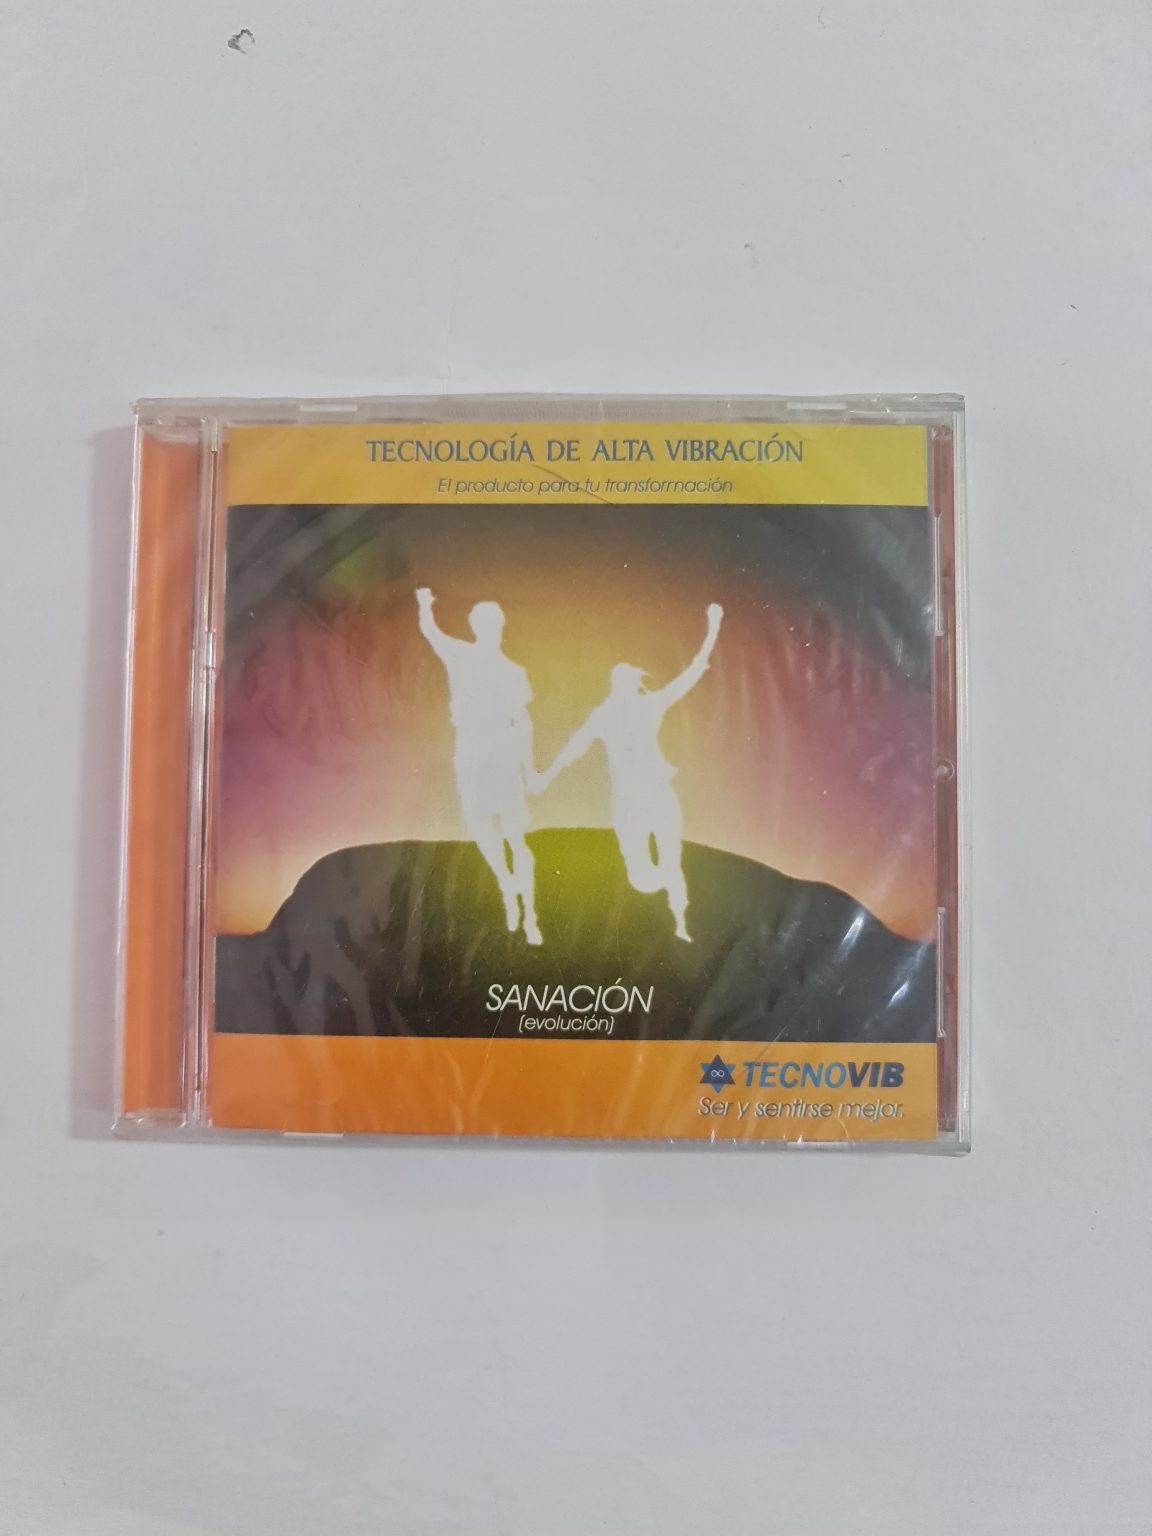 TECNOLOGÍA DE ALTA VIBRACIÓN
El producto para tu transformación
SANACIÓN
(evolución)
TECNOVIB
Ser y sentirse mejor.